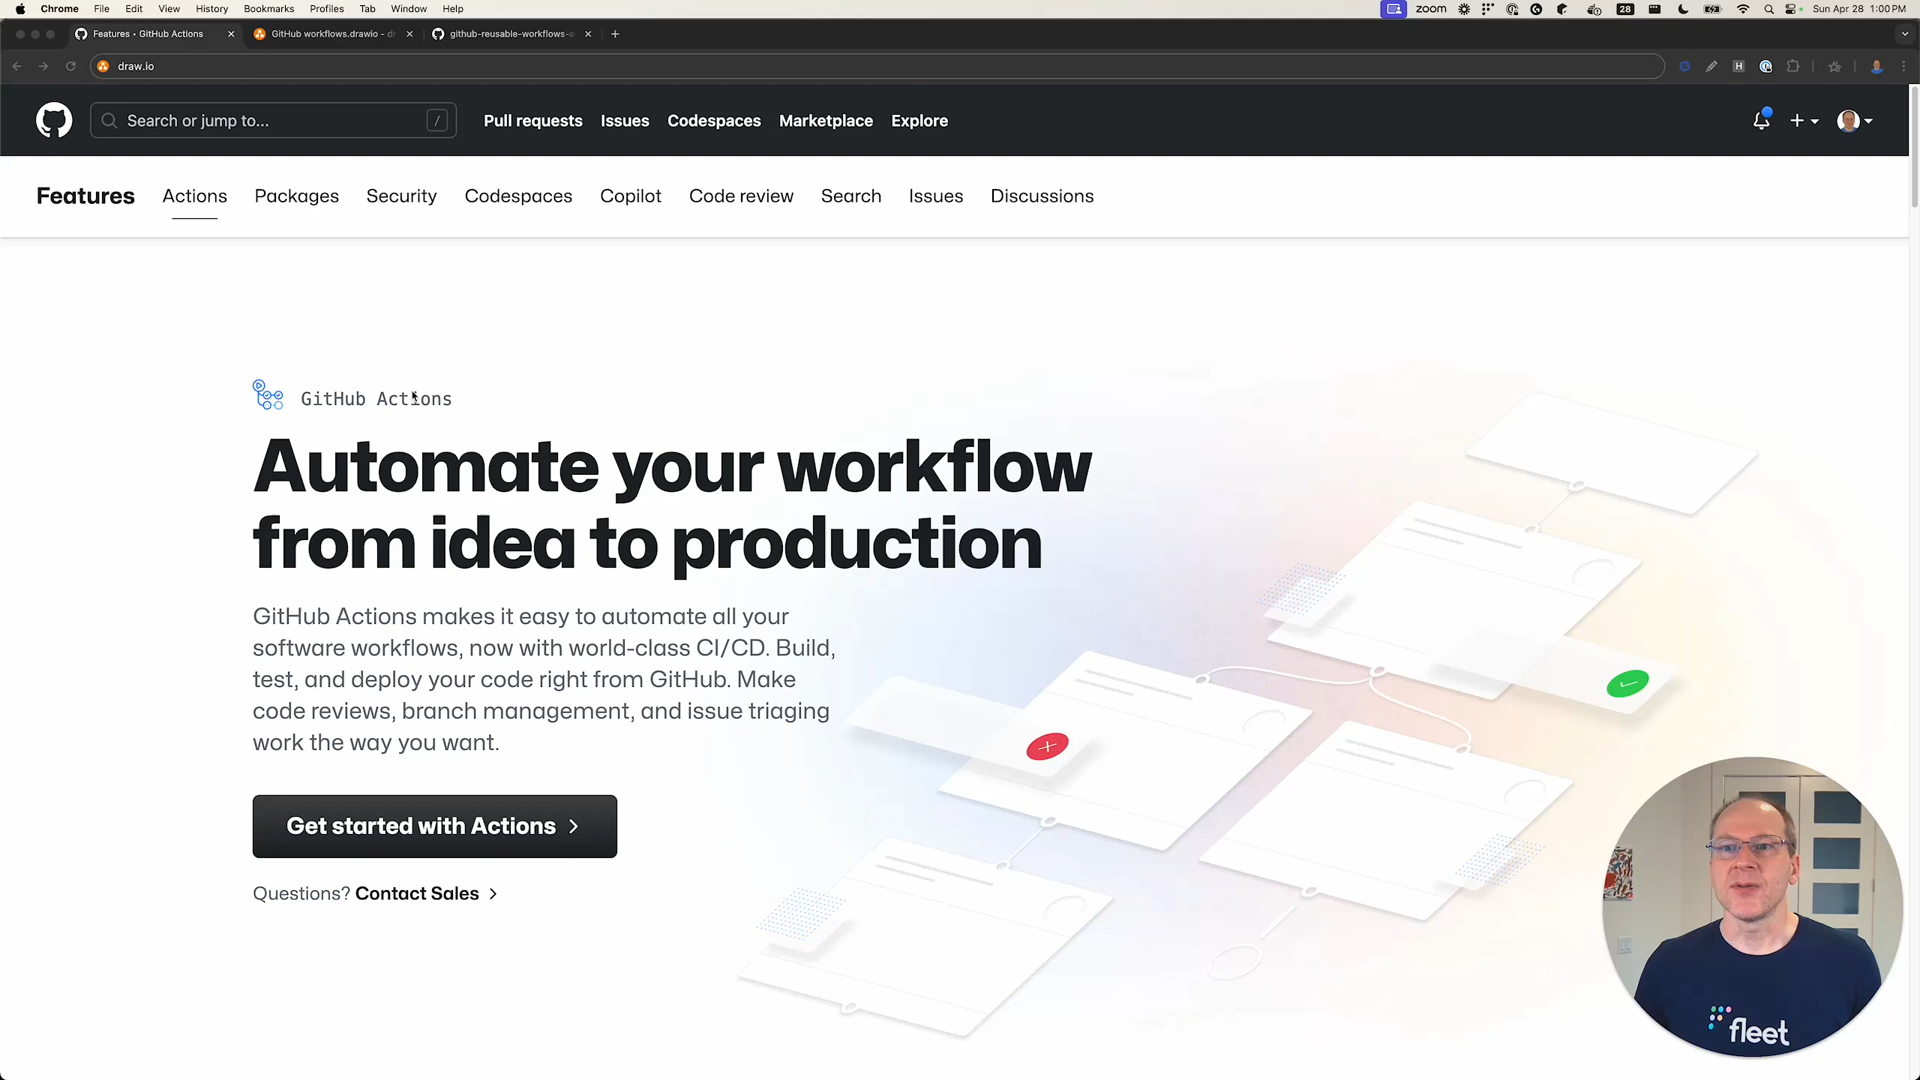 Chrome File Edit View History Bookmarks Profiles Tab Window Help
zoom 28 Sun Apr 28 1:00 PM
Features • GitHub Actions
GitHub workflows.drawio - d
github-reusable-workflows-
draw.io
Search or jump to... /
Pull requests Issues Codespaces Marketplace Explore
Features Actions Packages Security Codespaces Copilot Code review Search Issues Discussions
GitHub Actions
Automate your workflow
from idea to production
GitHub Actions makes it easy to automate all your
software workflows, now with world-class CI/CD. Build,
test, and deploy your code right from GitHub. Make
code reviews, branch management, and issue triaging
work the way you want.
Get started with Actions
Questions? Contact Sales
fleet